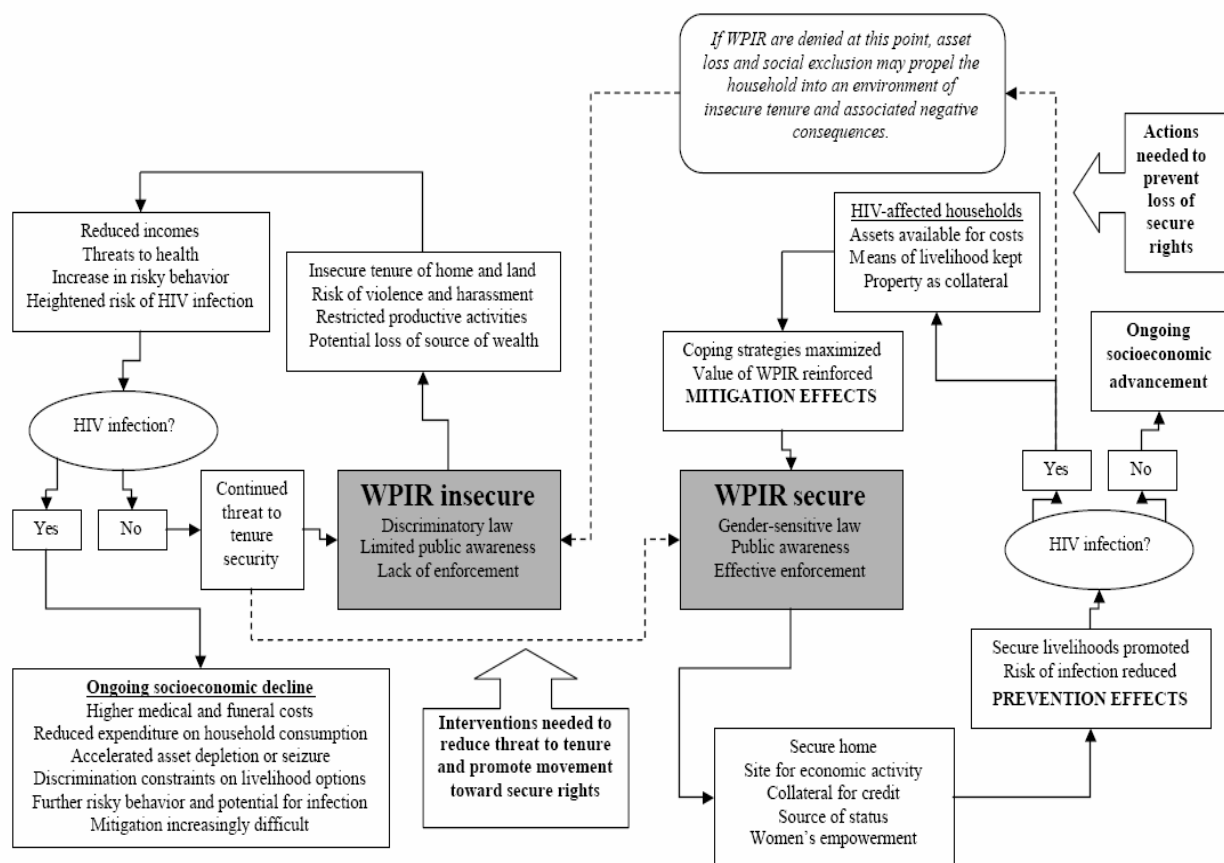 If WPIR are denied at this point, asset
loss and social exclusion may propel the
household into an environment of
insecure tenure and associated negative
consequences.
Actions
needed to
prevent
loss of
secure
rights
Reduced incomes
Threats to health
Increase in risky behavior
Heightened risk of HIV infection
Insecure tenure of home and land
Risk of violence and harassment
Restricted productive activities
Potential loss of source of wealth
HIV-affected households
Assets available for costs
Means of livelihood kept
Property as collateral
Coping strategies maximized
Value of WPIR reinforced
MITIGATION EFFECTS
Ongoing
socioeconomic
advancement
HIV infection?
Yes
No
Continued
threat to
tenure
security
WPIR insecure
Discriminatory law
Limited public awareness
Lack of enforcement
WPIR secure
Gender-sensitive law
Public awareness
Effective enforcement
Yes
No
HIV infection?
Secure livelihoods promoted
Risk of infection reduced
PREVENTION EFFECTS
Ongoing socioeconomic decline
Higher medical and funeral costs
Reduced expenditure on household consumption
Accelerated asset depletion or seizure
Discrimination constraints on livelihood options
Further risky behavior and potential for infection
Mitigation increasingly difficult
Interventions needed to
reduce threat to tenure
and promote movement
toward secure rights
Secure home
Site for economic activity
Collateral for credit
Source of status
Women's empowerment